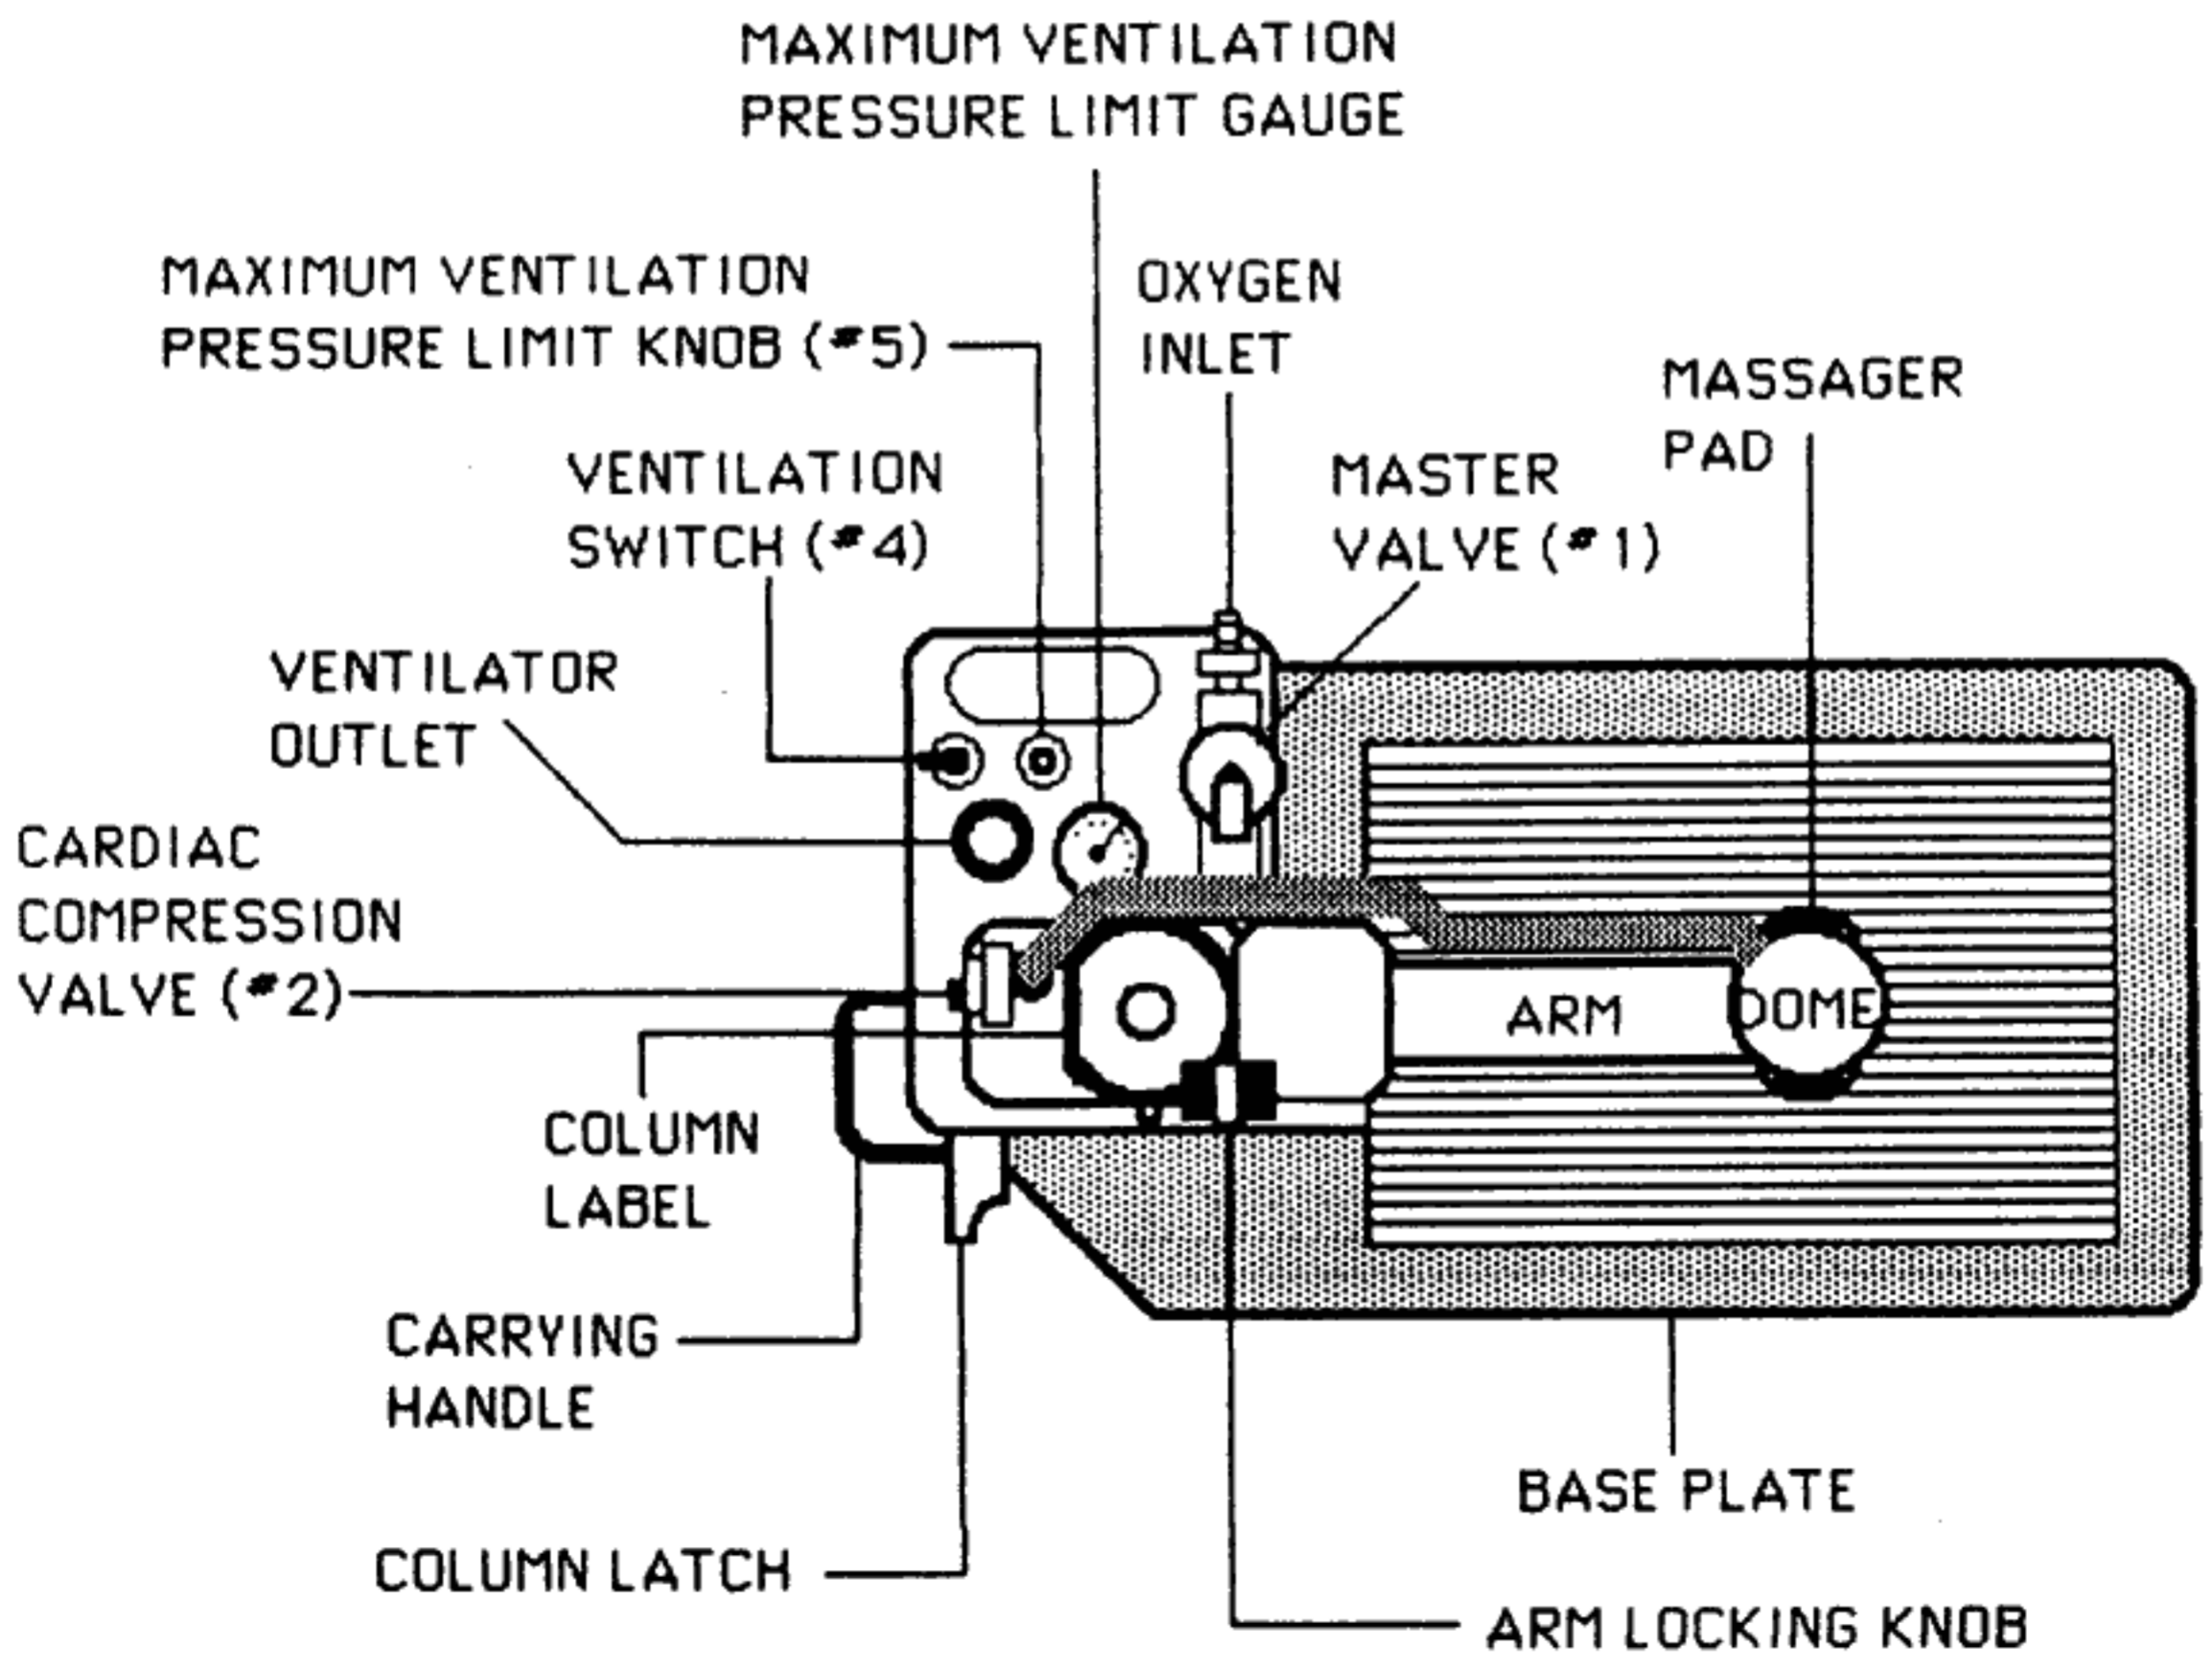 MAXIMUM VENTILATION
PRESSURE LIMIT GAUGE
MAXIMUM VENTILATION
PRESSURE LIMIT KNOB (#5)
OXYGEN
INLET
MASSAGER
PAD
VENTILATION
SWITCH (#4)
MASTER
VALVE (#1)
VENTILATOR
OUTLET
CARDIAC
COMPRESSION
VALVE (#2)
ARM
DOME
COLUMN
LABEL
CARRYING
HANDLE
BASE PLATE
COLUMN LATCH
ARM LOCKING KNOB